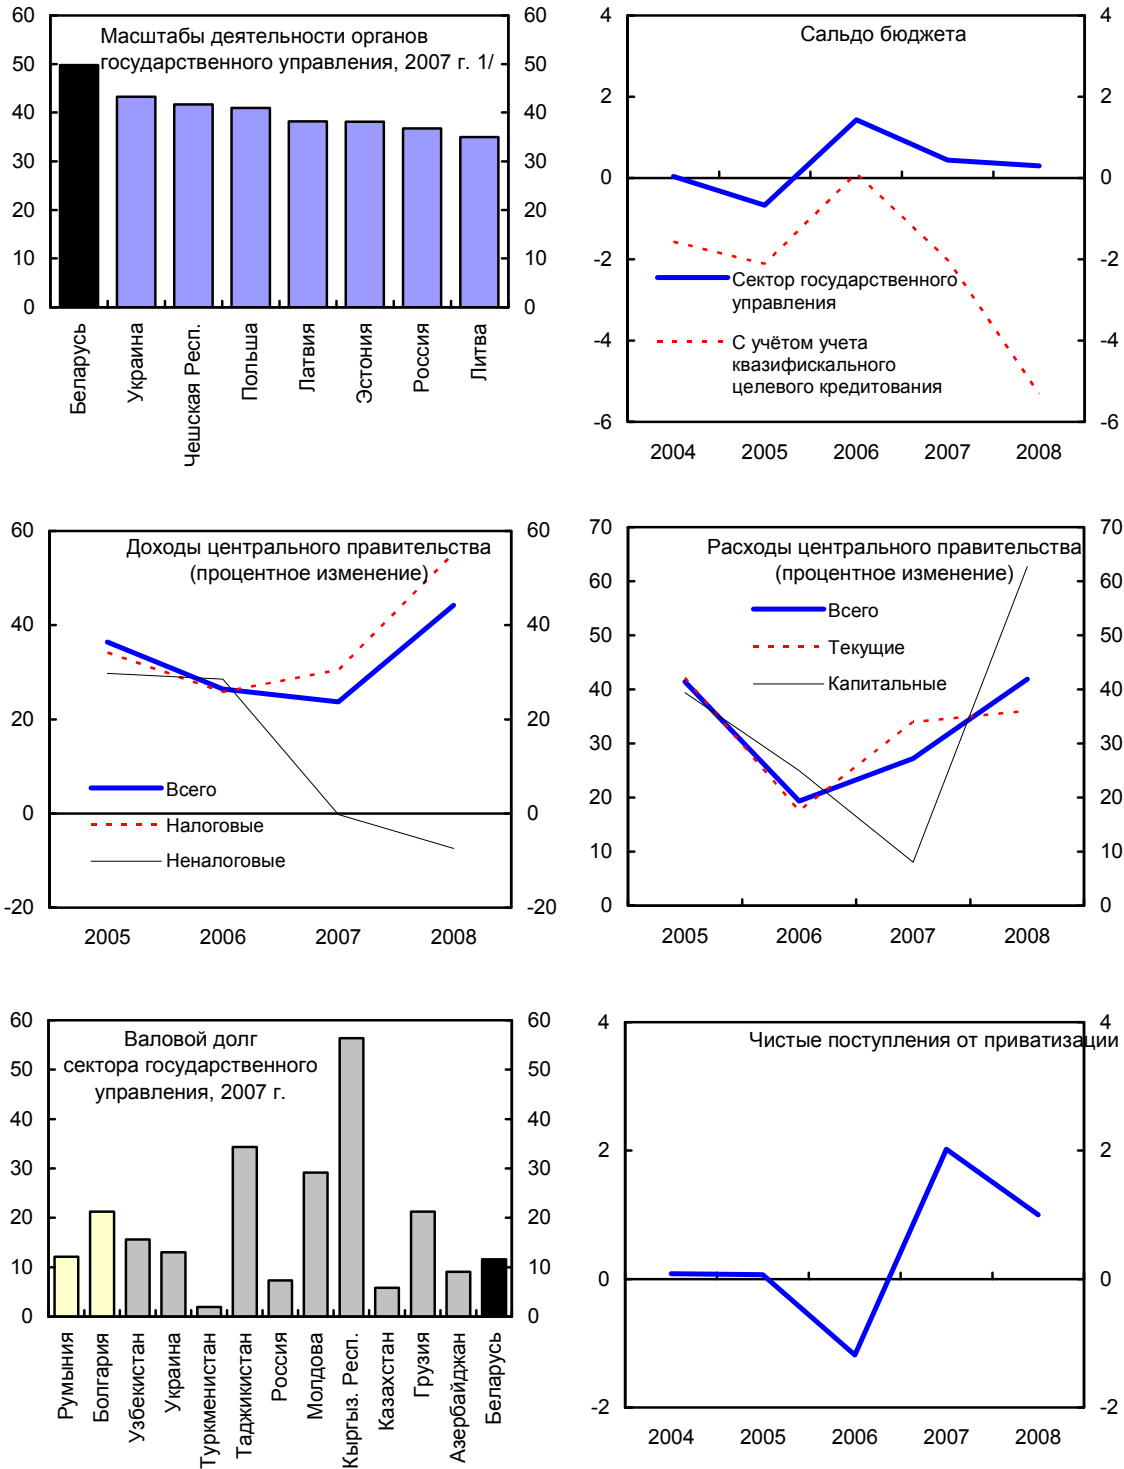 Масштабы деятельности органов
государственного управления, 2007 г. 1/
60
50
40
30
20
10
0
60
50
40
30
20
10
0
Беларусь
Украина
Чешская Респ.
Польша
Латвия
Эстония
Россия
Литва
Сальдо бюджета
4
2
0
-2
-4
-6
4
2
0
-2
-4
-6
Сектор государственного
управления
С учётом учета
квазифискального
целевого кредитования
2004 2005 2006 2007 2008
Доходы центрального правительства
(процентное изменение)
60
40
20
0
-20
60
40
20
0
-20
Всего
Налоговые
Неналоговые
2005 2006 2007 2008
Расходы центрального правительства
(процентное изменение)
70
60
50
40
30
20
10
0
70
60
50
40
30
20
10
0
Всего
Текущие
Капитальные
2005 2006 2007 2008
Валовой долг
сектора государственного
управления, 2007 г.
60
50
40
30
20
10
0
60
50
40
30
20
10
0
Румыния
Болгария
Узбекистан
Украина
Туркменистан
Таджикистан
Россия
Молдова
Кыргыз. Респ.
Казахстан
Грузия
Азербайджан
Беларусь
Чистые поступления от приватизации
4
2
0
-2
4
2
0
-2
2004 2005 2006 2007 2008